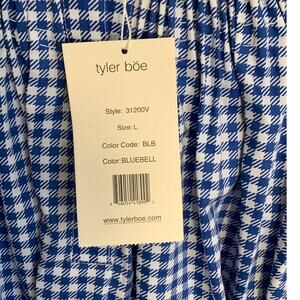 tyler böe
Style: 31200V
Size: L
Color Code: BLB
Color: BLUEBELL
www.tylerboe.com